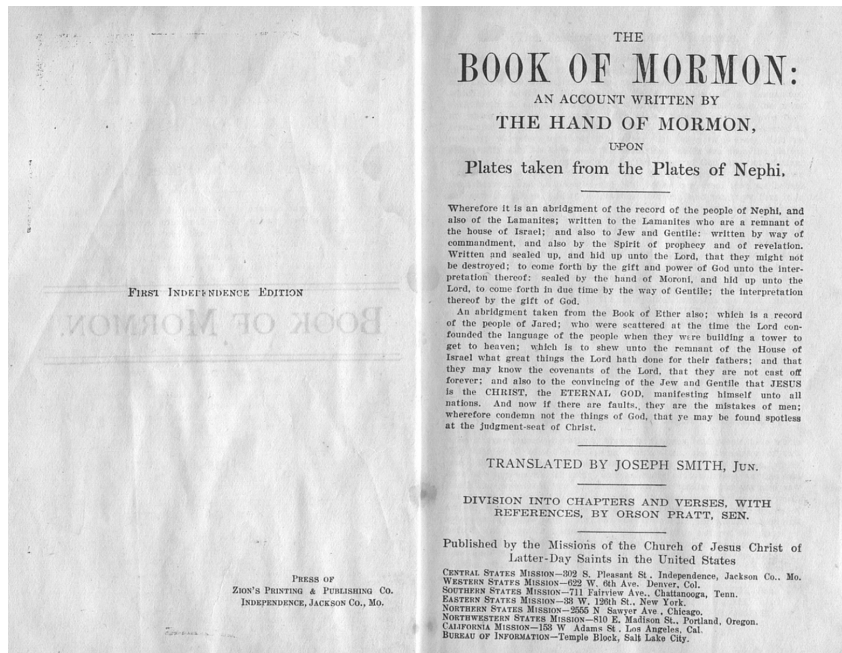 FIRST INDEPENDENCE EDITION
BOOK OF MORMON.
PRESS OF
ZION'S PRINTING & PUBLISHING CO.
INDEPENDENCE, JACKSON CO., MO.
THE
BOOK OF MORMON:
AN ACCOUNT WRITTEN BY
THE HAND OF MORMON,
UPON
Plates taken from the Plates of Nephi.
Wherefore it is an abridgment of the record of the people of Nephi, and
also of the Lamanites; written to the Lamanites who are a remnant of
the house of Israel; and also to Jew and Gentile: written by way of
commandment, and also by the Spirit of prophecy and of revelation.
Written and sealed up, and hid up unto the Lord, that they might not
be destroyed; to come forth by the gift and power of God unto the inter-
pretation thereof: sealed by the hand of Moroni, and hid up unto the
Lord, to come forth in due time by the way of Gentile; the interpretation
thereof by the gift of God.
An abridgment taken from the Book of Ether also; which is a record
of the people of Jared; who were scattered at the time the Lord con-
founded the language of the people when they were building a tower to
get to heaven; which is to shew unto the remnant of the House of
Israel what great things the Lord hath done for their fathers; and that
they may know the covenants of the Lord, that they are not cast off
forever; and also to the convincing of the Jew and Gentile that JESUS
is the CHRIST, the ETERNAL GOD, manifesting himself unto all
nations. And now if there are faults, they are the mistakes of men;
wherefore condemn not the things of God, that ye may be found spotless
at the judgment-seat of Christ.
TRANSLATED BY JOSEPH SMITH, JUN.
DIVISION INTO CHAPTERS AND VERSES, WITH
REFERENCES, BY ORSON PRATT, SEN.
Published by the Missions of the Church of Jesus Christ of
Latter-Day Saints in the United States
CENTRAL STATES MISSION—302 S. Pleasant St. Independence, Jackson Co., Mo.
WESTERN STATES MISSION—622 W. 6th Ave. Denver, Col.
SOUTHERN STATES MISSION—711 Fairview Ave., Chattanooga, Tenn.
EASTERN STATES MISSION—33 W. 126th St., New York.
NORTHERN STATES MISSION—2555 N Sawyer Ave, Chicago.
NORTHWESTERN STATES MISSION—810 E. Madison St., Portland, Oregon.
CALIFORNIA MISSION—153 W Adams St, Los Angeles, Cal.
BUREAU OF INFORMATION—Temple Block, Salt Lake City.